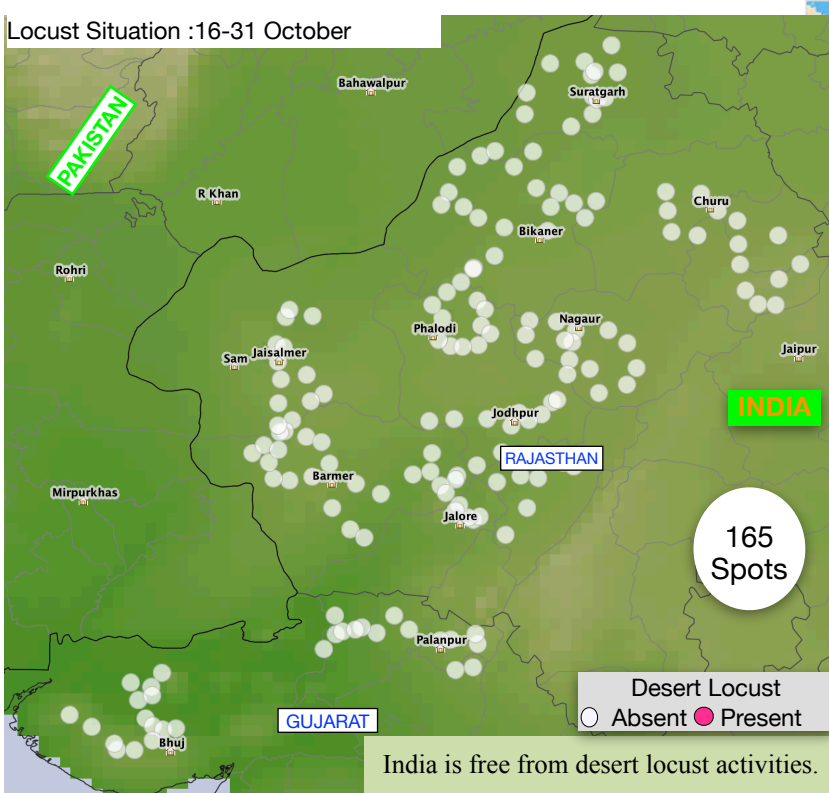 Locust Situation :16-31 October
Bahawalpur
Suratgarh
PAKISTAN
R Khan
Churu
Bikaner
Rohri
Phalodi
Nagaur
Sam
Jaisalmer
Jaipur
INDIA
Jodhpur
RAJASTHAN
Barmer
Mirpurkhas
Jalore
165
Spots
Palanpur
Desert Locust
Absent
Present
GUJARAT
Bhuj
India is free from desert locust activities.